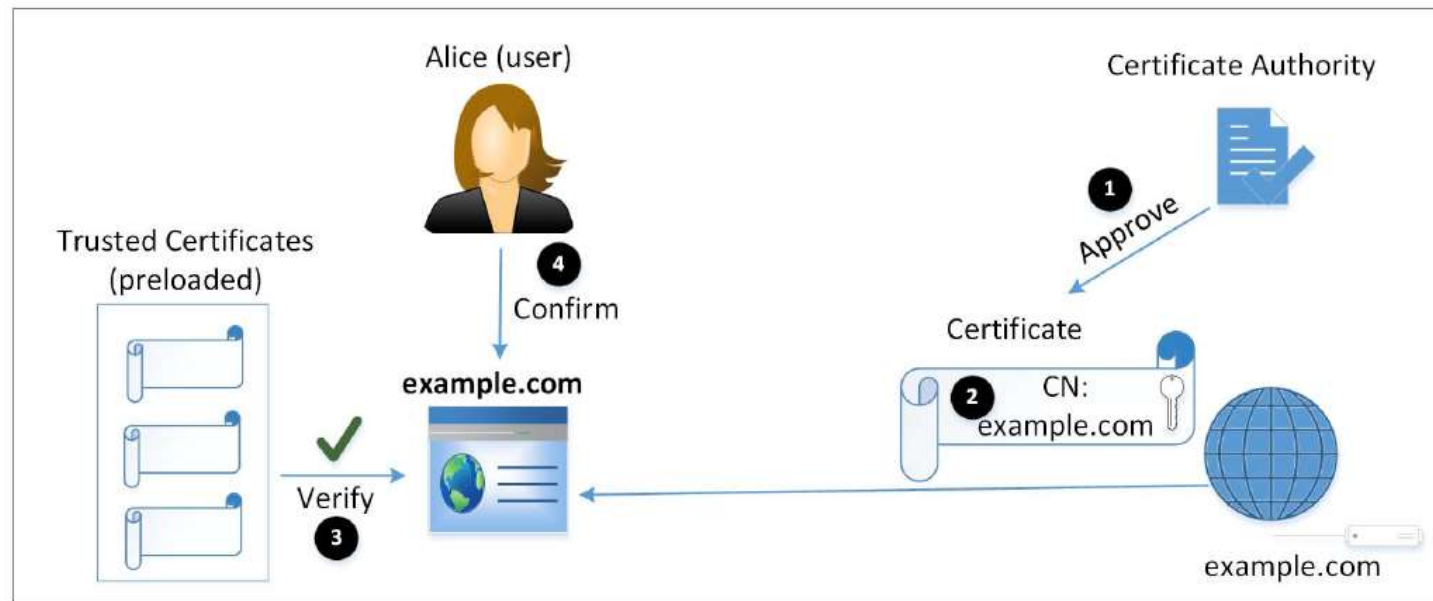 Alice (user)
Certificate Authority
1
Approve
Trusted Certificates
(preloaded)
4
Confirm
Certificate
example.com
2
CN:
example.com
Verify
3
example.com